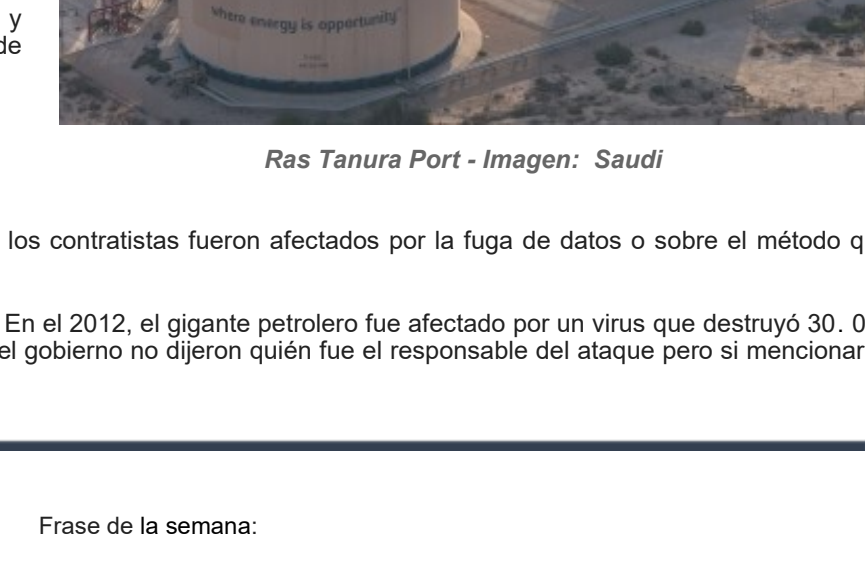 y
de
where energy is opportunity
Ras Tanura Port - Imagen: Saudi
los contratistas fueron afectados por la fuga de datos o sobre el método q
En el 2012, el gigante petrolero fue afectado por un virus que destruyó 30. 0
el gobierno no dijeron quién fue el responsable del ataque pero si mencionar
Frase de la semana: